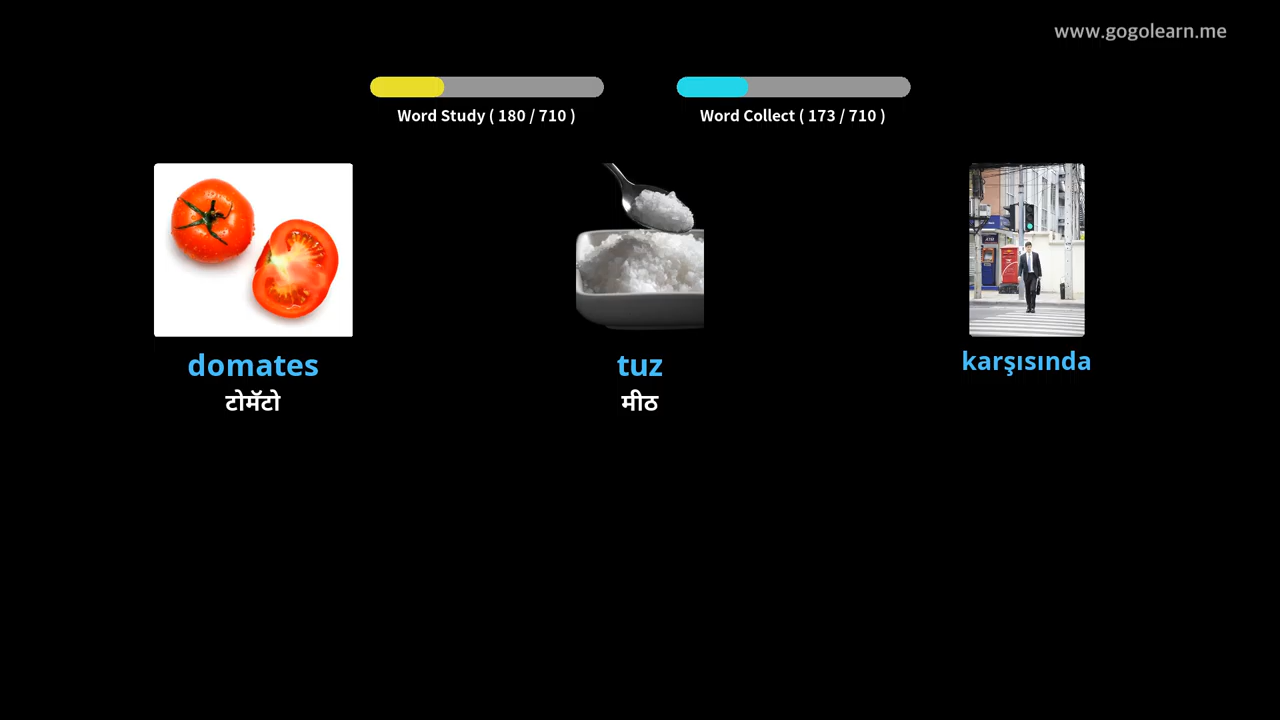 www.gogolearn.me
Word Study ( 180 / 710 )
Word Collect ( 173 / 710 )
domates
tuz
karşısında
टोमॅटो
मीठ